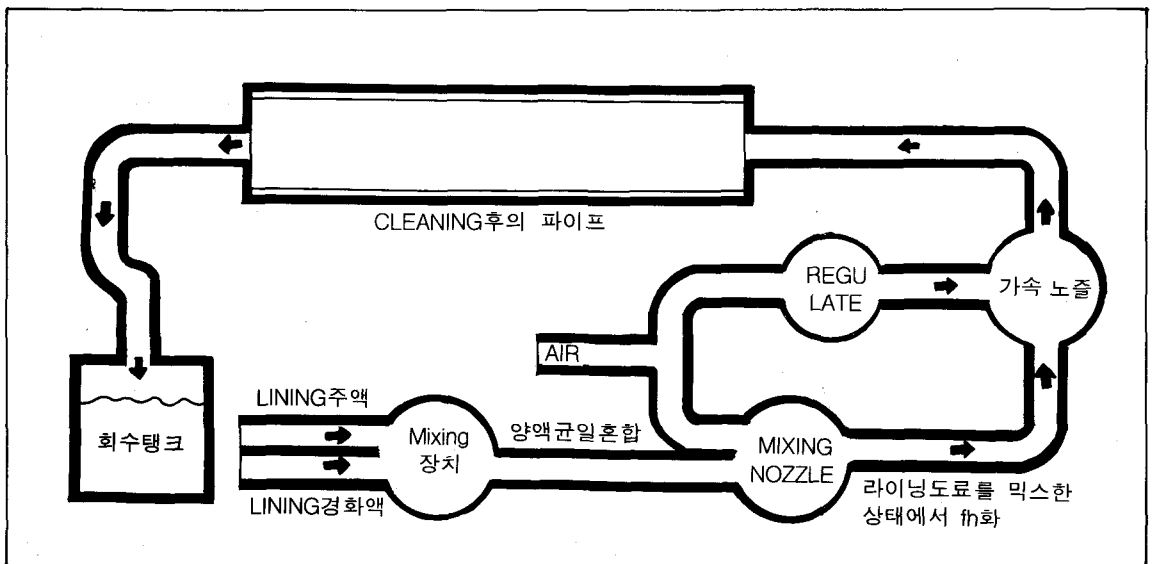 CLEANING후의 파이프
REGU
LATE
가속 노즐
AIR
LINING주액
회수탱크
Mixing
장치
양액균일혼합
MIXING
NOZZLE
LINING경화액
라이닝도료를 믹스한
상태에서 fh화